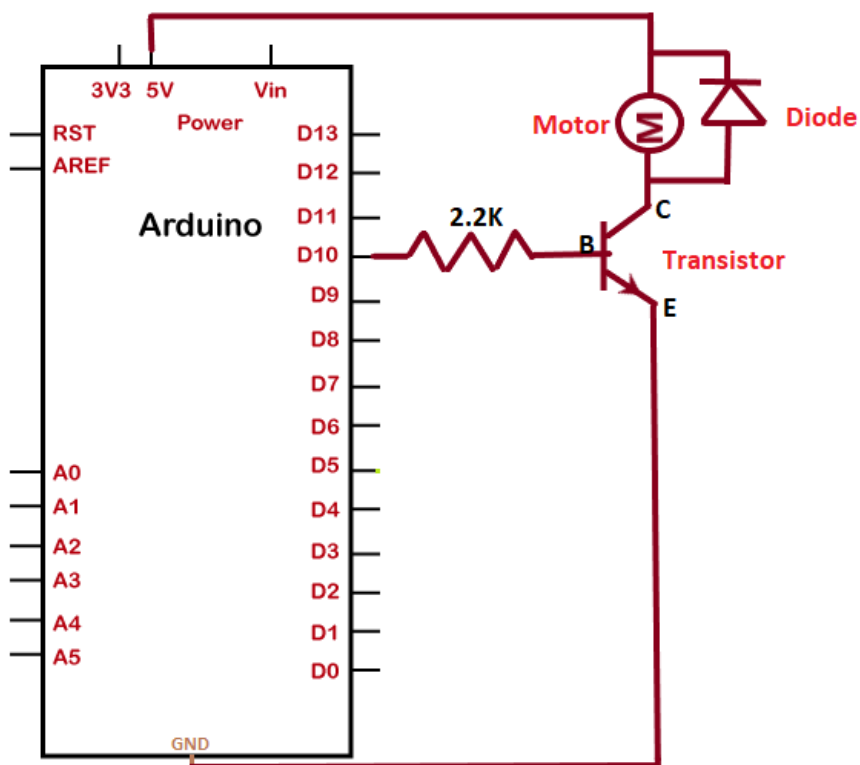 3V3 5V Vin
Power
RST
AREF
Arduino
D13
D12
D11
D10
D9
D8
D7
D6
D5
D4
D3
D2
D1
D0
A0
A1
A2
A3
A4
A5
GND
2.2K
Motor
M
Diode
B
C
Transistor
E